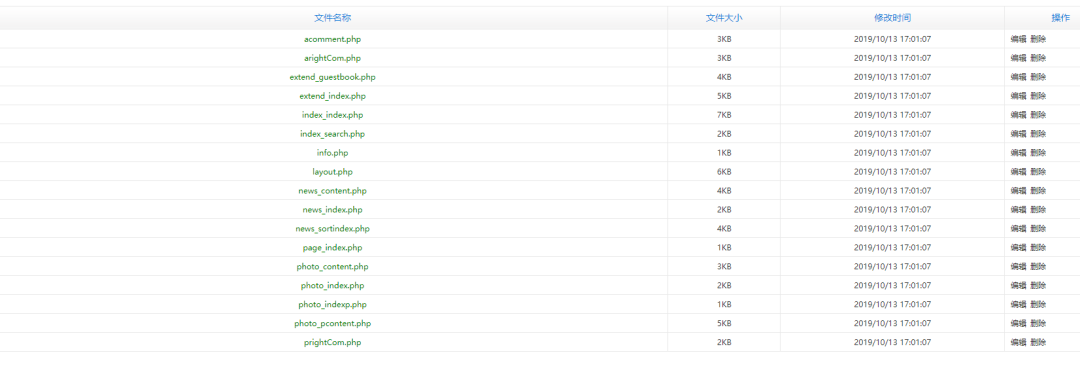 文件名称 文件大小 修改时间 操作
acomment.php 3KB 2019/10/13 17:01:07 编辑 删除
arightCom.php 3KB 2019/10/13 17:01:07 编辑 删除
extend_guestbook.php 4KB 2019/10/13 17:01:07 编辑 删除
extend_index.php 5KB 2019/10/13 17:01:07 编辑 删除
index_index.php 7KB 2019/10/13 17:01:07 编辑 删除
index_search.php 2KB 2019/10/13 17:01:07 编辑 删除
info.php 1KB 2019/10/13 17:01:07 编辑 删除
layout.php 6KB 2019/10/13 17:01:07 编辑 删除
news_content.php 4KB 2019/10/13 17:01:07 编辑 删除
news_index.php 2KB 2019/10/13 17:01:07 编辑 删除
news_sortindex.php 4KB 2019/10/13 17:01:07 编辑 删除
page_index.php 1KB 2019/10/13 17:01:07 编辑 删除
photo_content.php 3KB 2019/10/13 17:01:07 编辑 删除
photo_index.php 2KB 2019/10/13 17:01:07 编辑 删除
photo_indexp.php 1KB 2019/10/13 17:01:07 编辑 删除
photo_pcontent.php 5KB 2019/10/13 17:01:07 编辑 删除
prightCom.php 2KB 2019/10/13 17:01:07 编辑 删除